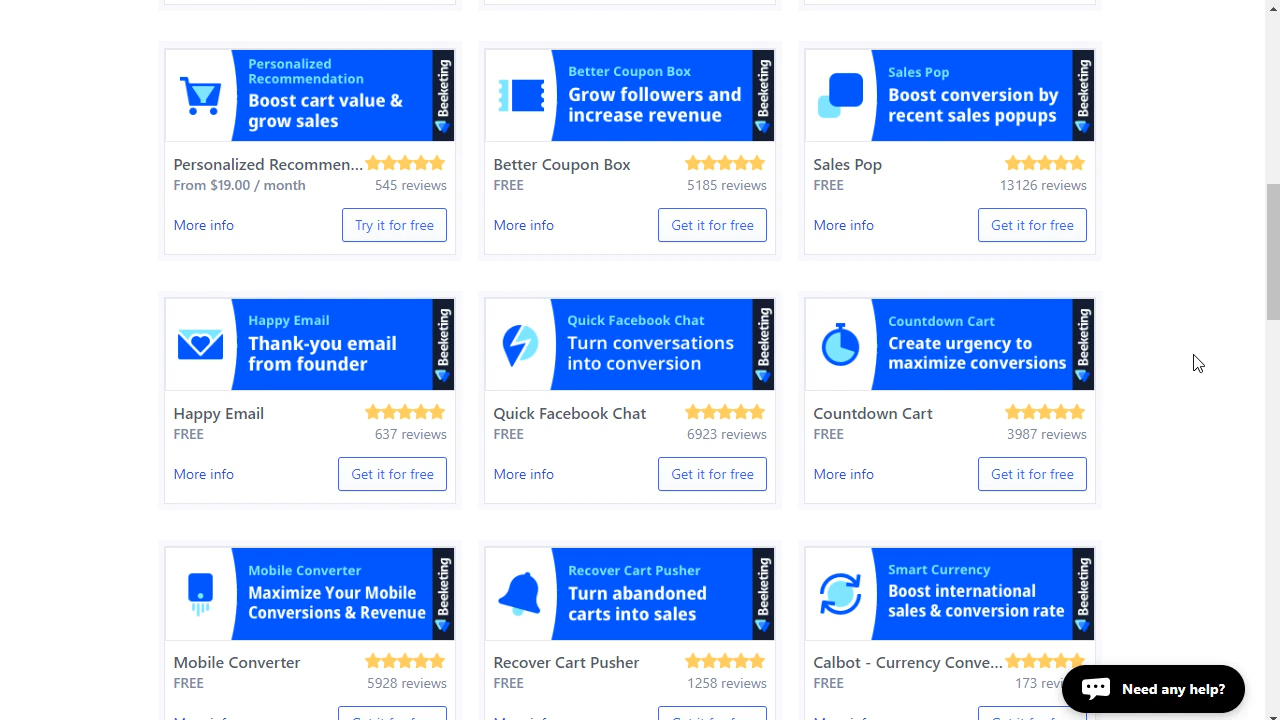 Personalized
Recommendation
Boost cart value &
grow sales
Beeketing
Personalized Recommen...
From $19.00 / month
545 reviews
More info
Try it for free
Better Coupon Box
Grow followers and
increase revenue
Beeketing
Better Coupon Box
FREE
5185 reviews
More info
Get it for free
Sales Pop
Boost conversion by
recent sales popups
Beeketing
Sales Pop
FREE
13126 reviews
More info
Get it for free
Happy Email
Thank-you email
from founder
Beeketing
Happy Email
FREE
637 reviews
More info
Get it for free
Quick Facebook Chat
Turn conversations
into conversion
Beeketing
Quick Facebook Chat
FREE
6923 reviews
More info
Get it for free
Countdown Cart
Create urgency to
maximize conversions
Beeketing
Countdown Cart
FREE
3987 reviews
More info
Get it for free
Mobile Converter
Maximize Your Mobile
Conversions & Revenue
Beeketing
Mobile Converter
FREE
5928 reviews
Recover Cart Pusher
Turn abandoned
carts into sales
Beeketing
Recover Cart Pusher
FREE
1258 reviews
Smart Currency
Boost international
sales & conversion rate
Beeketing
Calbot - Currency Conve...
FREE
173
Need any help?